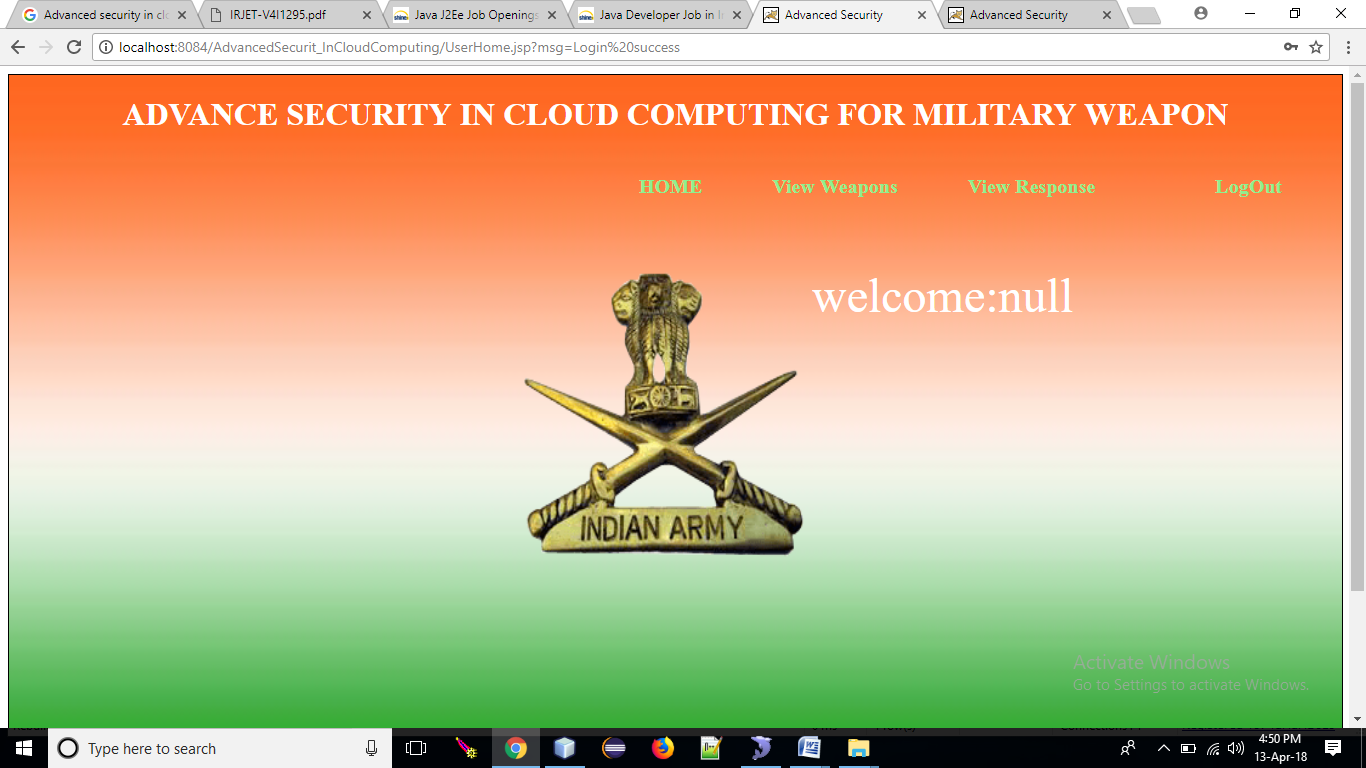 Advanced security in cl
IRJET-V4I1295.pdf
Java J2Ee Job Openings
Java Developer Job in I
Advanced Security
Advanced Security
localhost:8084/AdvancedSecurit_InCloudComputing/UserHome.jsp?msg=Login%20success
ADVANCE SECURITY IN CLOUD COMPUTING FOR MILITARY WEAPON
HOME View Weapons View Response LogOut
welcome:null
INDIAN ARMY
Activate Windows
Go to Settings to activate Windows.
Type here to search
4:50 PM
13-Apr-18